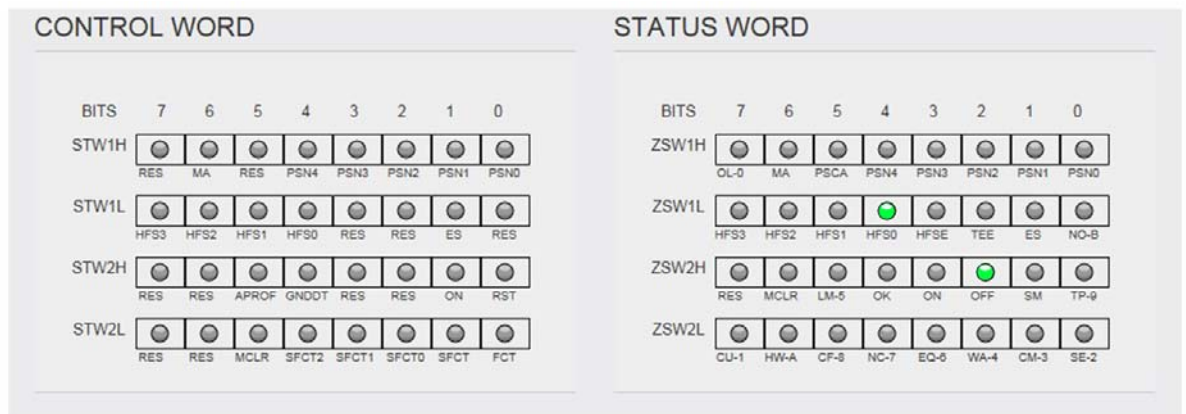 CONTROL WORD
BITS 7 6 5 4 3 2 1 0
STW1H
RES MA RES PSN4 PSN3 PSN2 PSN1 PSN0
STW1L
HFS3 HFS2 HFS1 HFS0 RES RES ES RES
STW2H
RES RES APROF GNDDT RES RES ON RST
STW2L
RES RES MCLR SFCT2 SFCT1 SFCT0 SFCT FCT
STATUS WORD
BITS 7 6 5 4 3 2 1 0
ZSW1H
OL-0 MA PSCA PSN4 PSN3 PSN2 PSN1 PSN0
ZSW1L
HFS3 HFS2 HFS1 HFS0 HFSE TEE ES NO-B
ZSW2H
RES MCLR LM-5 OK ON OFF SM TP-9
ZSW2L
CU-1 HW-A CF-8 NC-7 EQ-6 WA-4 CM-3 SE-2